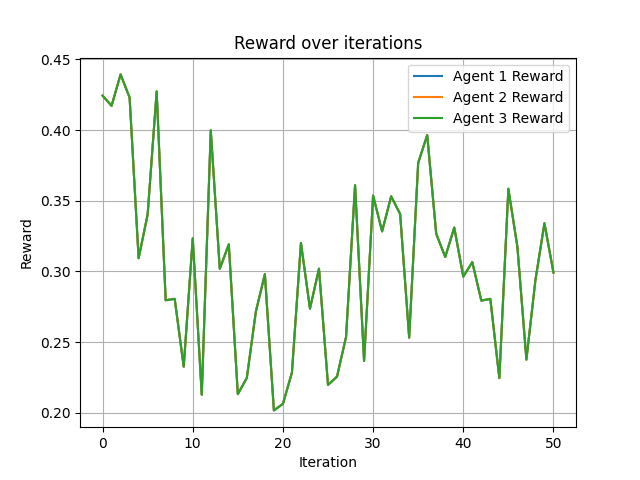 Reward over iterations
Agent 1 Reward
Agent 2 Reward
Agent 3 Reward
0.45
0.40
0.35
0.30
0.25
0.20
Reward
0 10 20 30 40 50
Iteration